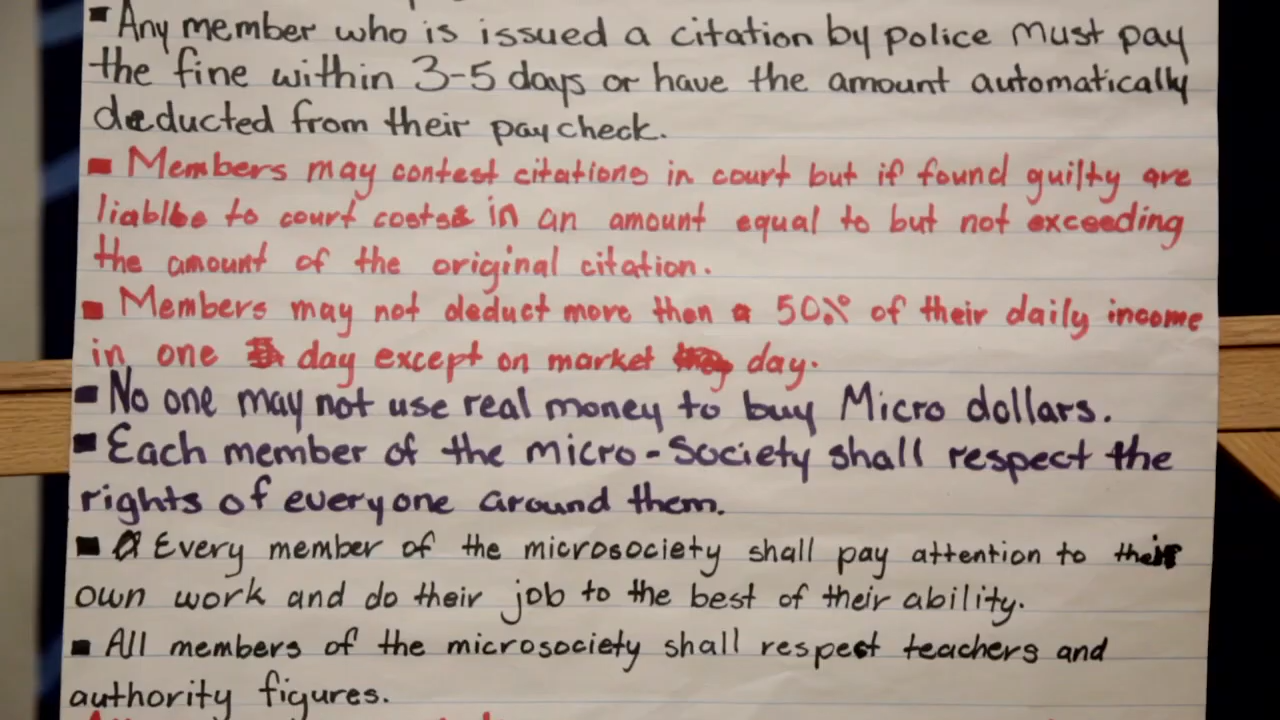 ▪ Any member who is issued a citation by police must pay
the fine within 3-5 days or have the amount automatically
deducted from their paycheck.
▪ Members may contest citations in court but if found guilty are
liable to court costs in an amount equal to but not exceeding
the amount of the original citation.
▪ Members may not deduct more then 50% of their daily income
in one day except on market day.
▪ No one may not use real money to buy Micro dollars.
▪ Each member of the micro-Society shall respect the
rights of everyone around them.
▪ Every member of the microsociety shall pay attention to their
own work and do their job to the best of their ability.
▪ All members of the microsociety shall respect teachers and
authority figures.